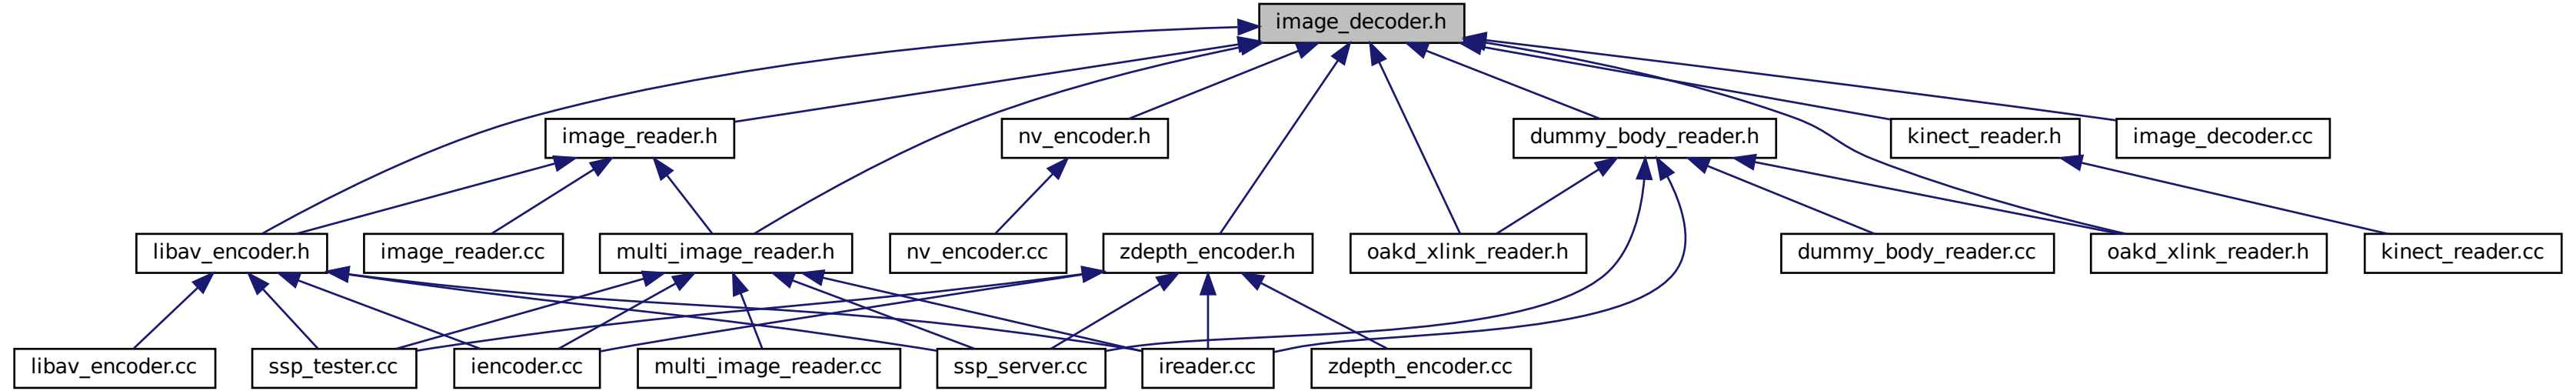 image_decoder.h
image_reader.h
nv_encoder.h
dummy_body_reader.h
kinect_reader.h
image_decoder.cc
libav_encoder.h
image_reader.cc
multi_image_reader.h
nv_encoder.cc
zdepth_encoder.h
oakd_xlink_reader.h
dummy_body_reader.cc
oakd_xlink_reader.h
kinect_reader.cc
libav_encoder.cc
ssp_tester.cc
iencoder.cc
multi_image_reader.cc
ssp_server.cc
ireader.cc
zdepth_encoder.cc